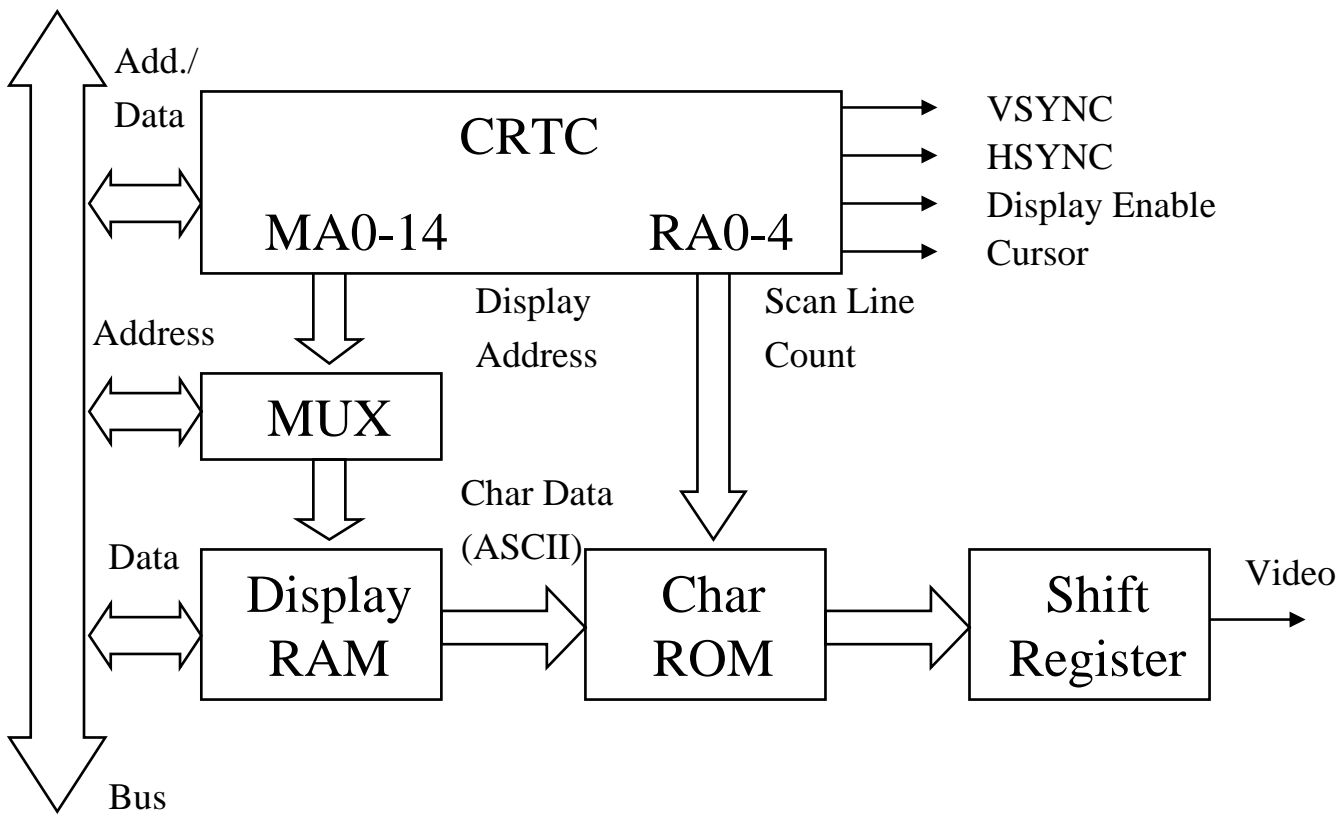 Add./
Data
CRTC
MA0-14
RA0-4
VSYNC
HSYNC
Display Enable
Cursor
Display
Address
Scan Line
Count
Address
MUX
Char Data
(ASCII)
Data
Display
RAM
Char
ROM
Shift
Register
Video
Bus